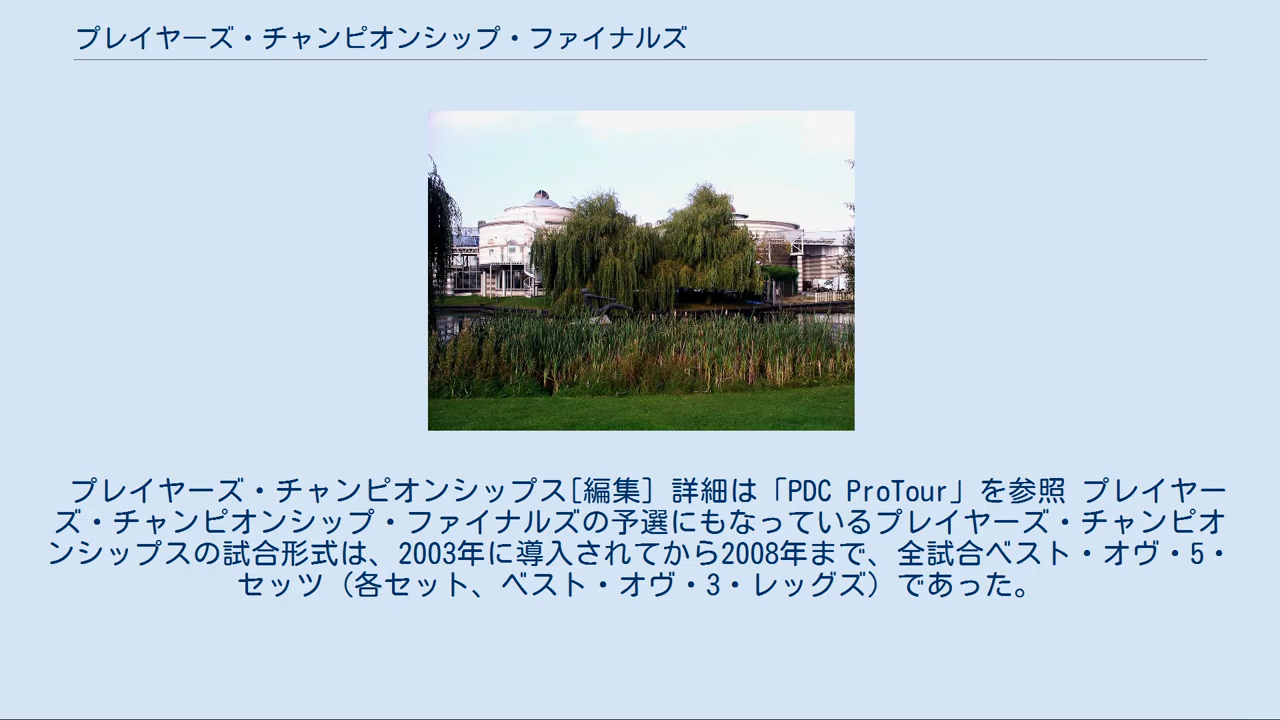 プレイヤーズ・チャンピオンシップ・ファイナルズ
プレイヤーズ・チャンピオンシップス[編集] 詳細は「PDC ProTour」を参照 プレイヤー
ズ・チャンピオンシップ・ファイナルズの予選にもなっているプレイヤーズ・チャンピオ
ンシップスの試合形式は、2003年に導入されてから2008年まで、全試合ベスト・オヴ・5・
セッツ（各セット、ベスト・オヴ・3・レッグズ）であった。